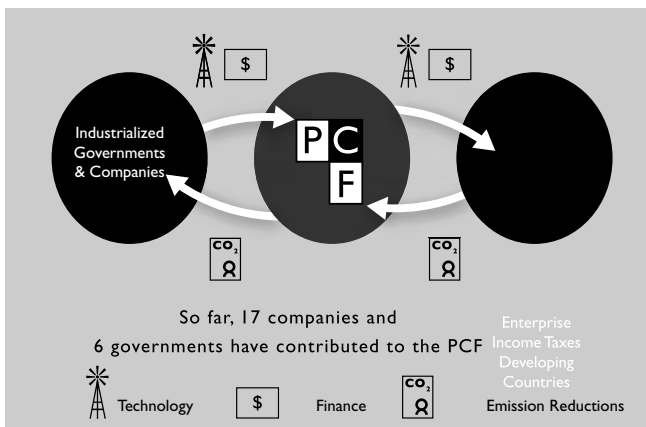 $
$
Industrialized
Governments
& Companies
P C
F
CO2
CO2
So far, 17 companies and
6 governments have contributed to the PCF
Enterprise
Income Taxes
Developing
Countries
Technology
$
Finance
CO2
Emission Reductions